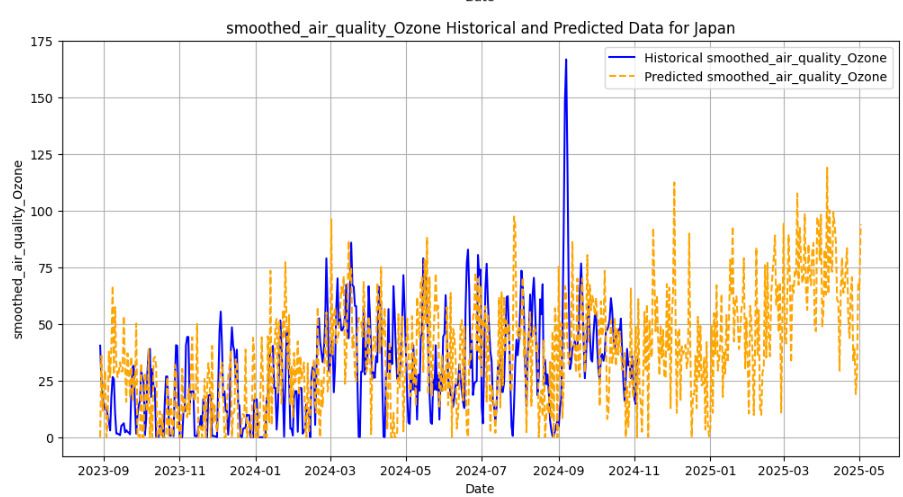 Date
smoothed_air_quality_Ozone Historical and Predicted Data for Japan
175
150
125
100
75
50
25
0
smoothed_air_quality_Ozone
Historical smoothed_air_quality_Ozone
Predicted smoothed_air_quality_Ozone
2023-09 2023-11 2024-01 2024-03 2024-05 2024-07 2024-09 2024-11 2025-01 2025-03 2025-05
Date